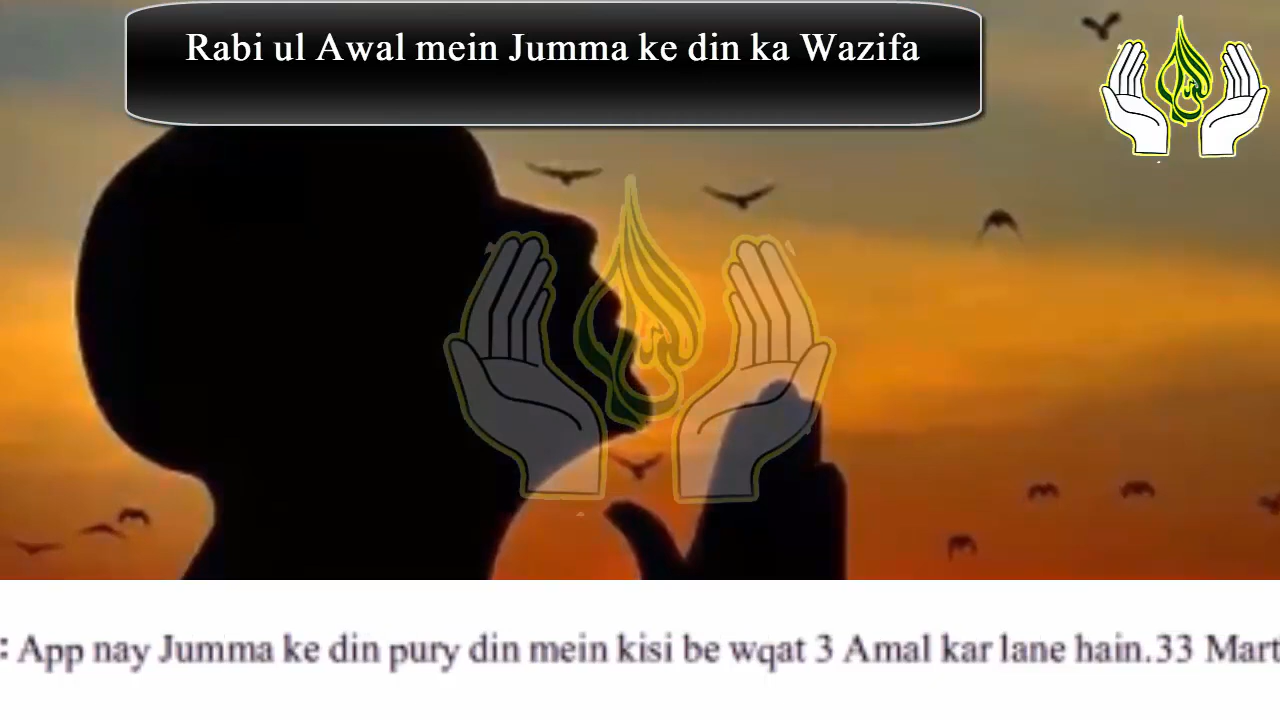 Rabi ul Awal mein Jumma ke din ka Wazifa
: App nay Jumma ke din pury din mein kisi be wqat 3 Amal kar lane hain.33 Mart